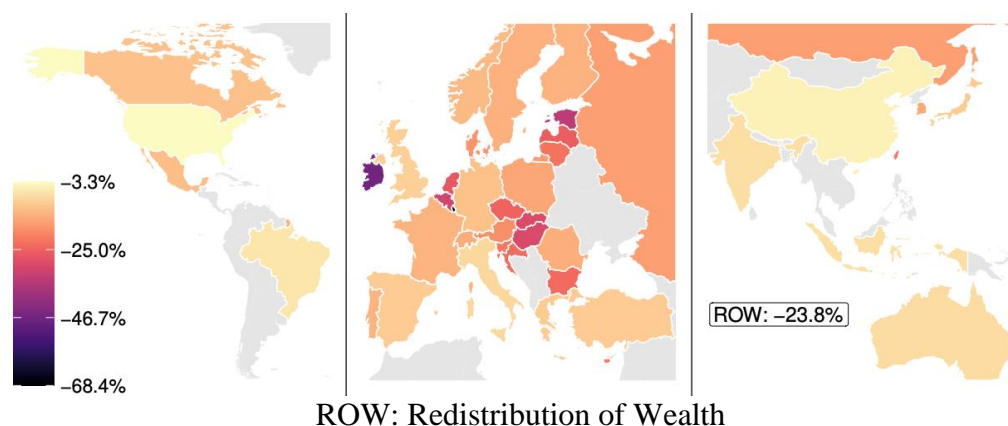 −3.3%
−25.0%
−46.7%
−68.4%
ROW: −23.8%
ROW: Redistribution of Wealth